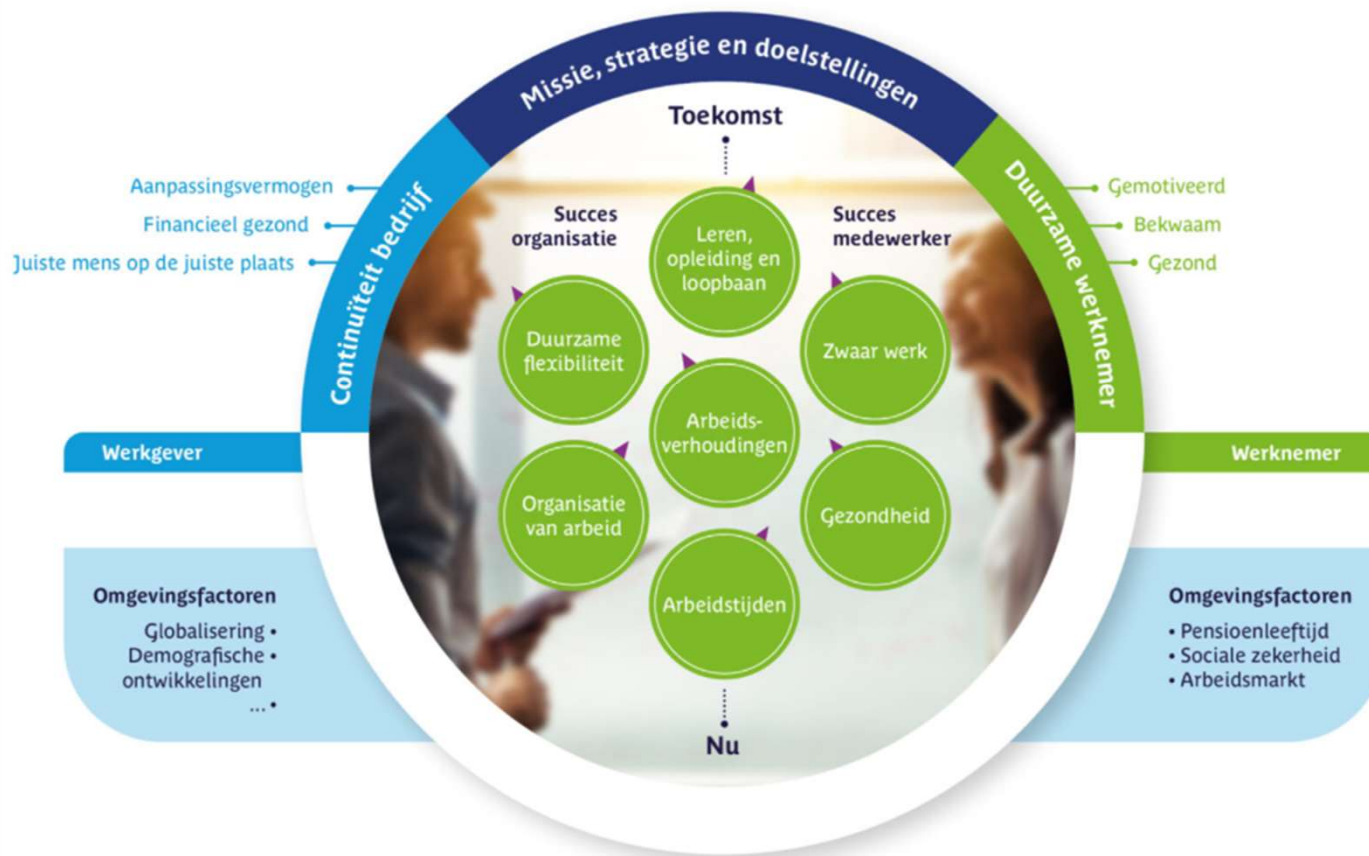 Missie, strategie en doelstellingen
Continuïteit bedrijf
Duurzame werknemer
Aanpassingsvermogen
Financieel gezond
Juiste mens op de juiste plaats
Gemotiveerd
Bekwaam
Gezond
Toekomst
Succes
organisatie
Succes
medewerker
Leren,
opleiding en
loopbaan
Duurzame
flexibiliteit
Zwaar werk
Arbeids-
verhoudingen
Organisatie
van arbeid
Gezondheid
Arbeidstijden
Nu
Werkgever
Werknemer
Omgevingsfactoren
Globalisering •
Demografische •
ontwikkelingen
... •
Omgevingsfactoren
• Pensioenleeftijd
• Sociale zekerheid
• Arbeidsmarkt